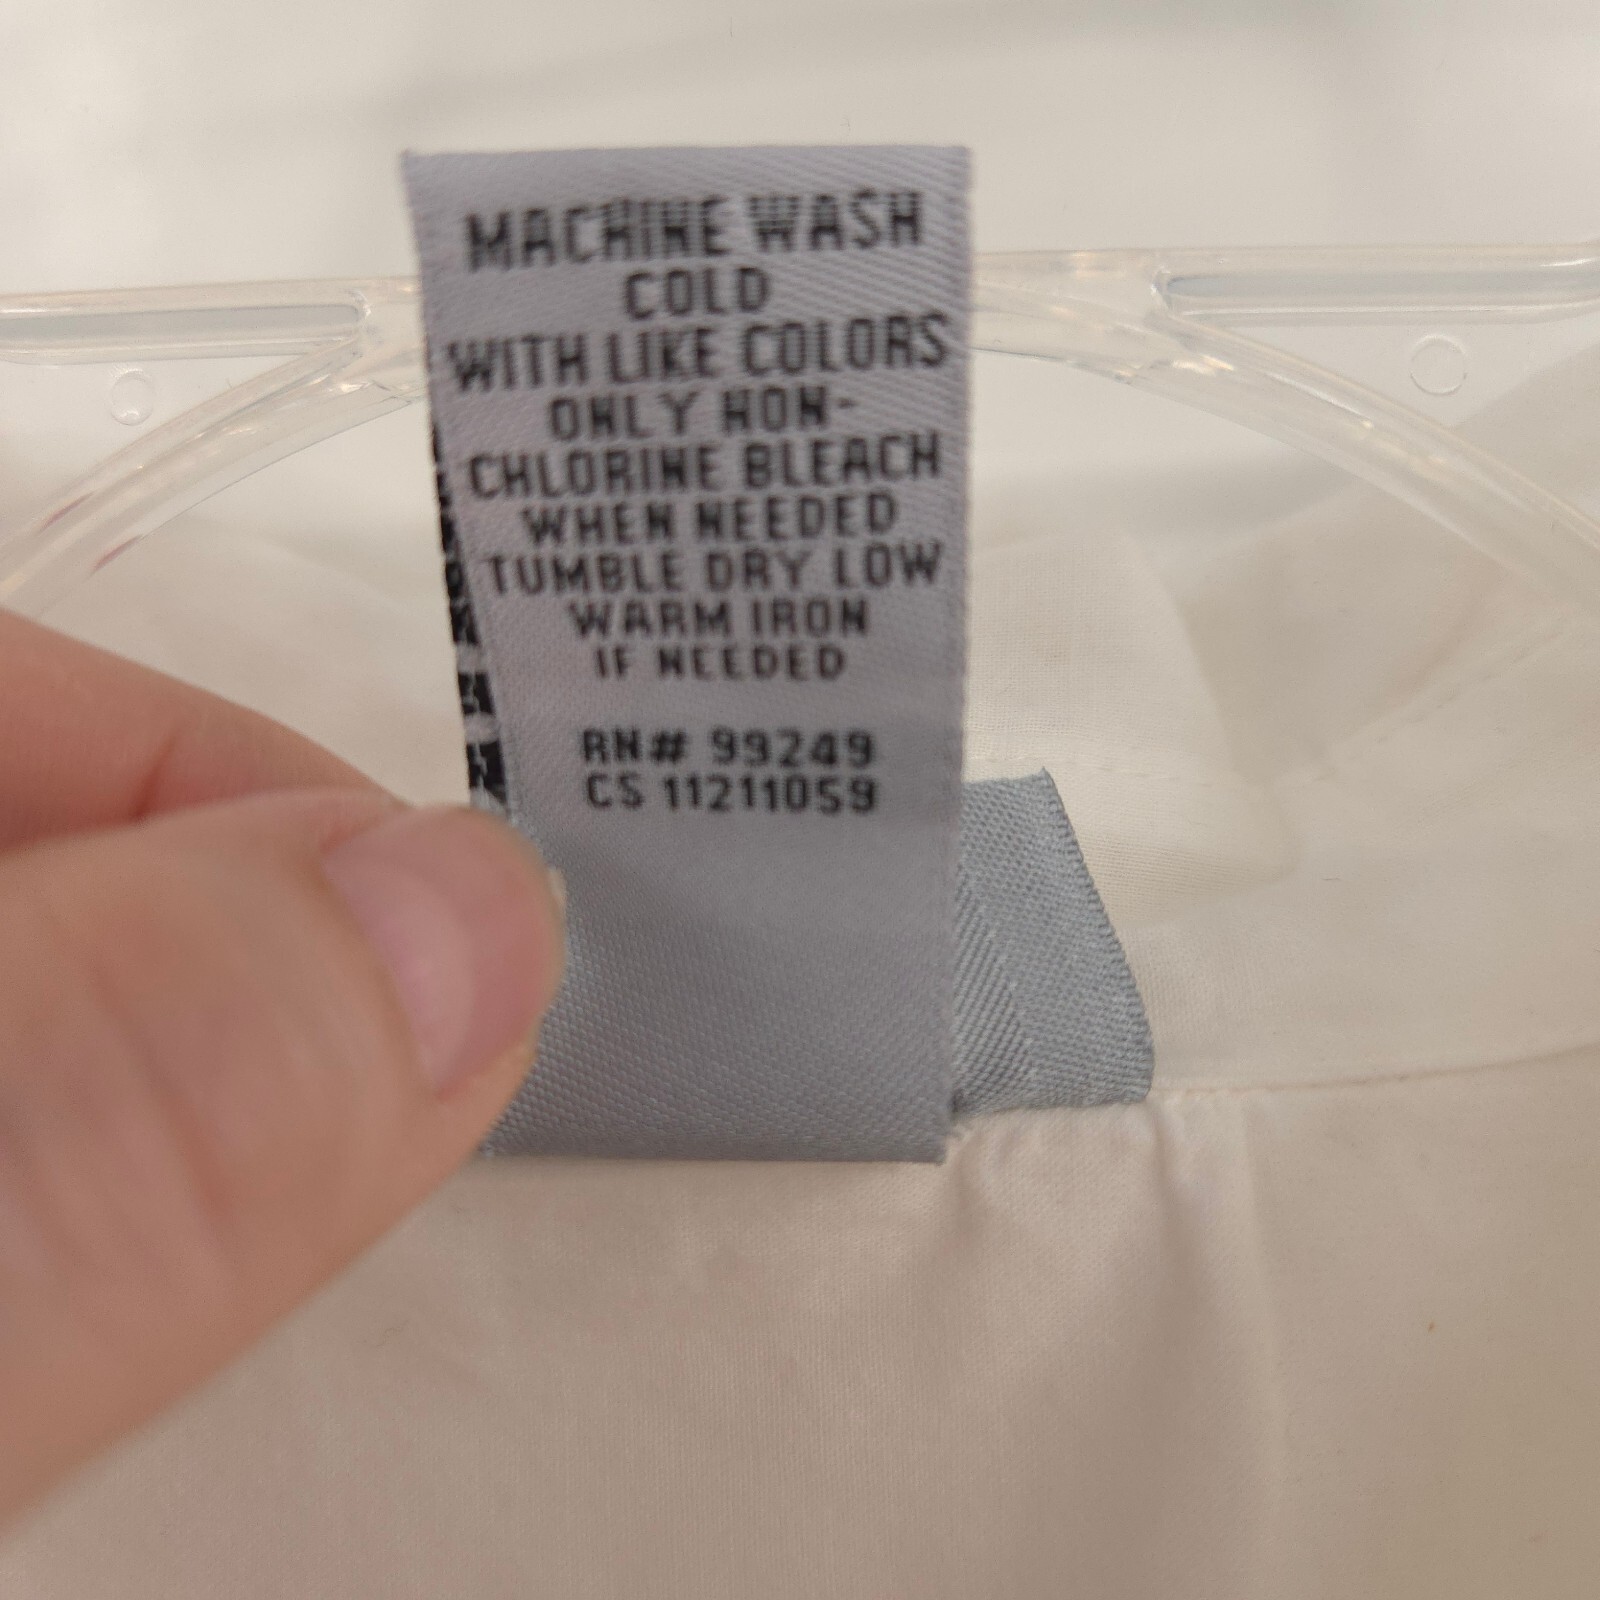 MACHINE WASH
COLD
WITH LIKE COLORS
ONLY NON-
CHLORINE BLEACH
WHEN NEEDED
TUMBLE DRY LOW
WARM IRON
IF NEEDED
RN# 99249
CS 11211059